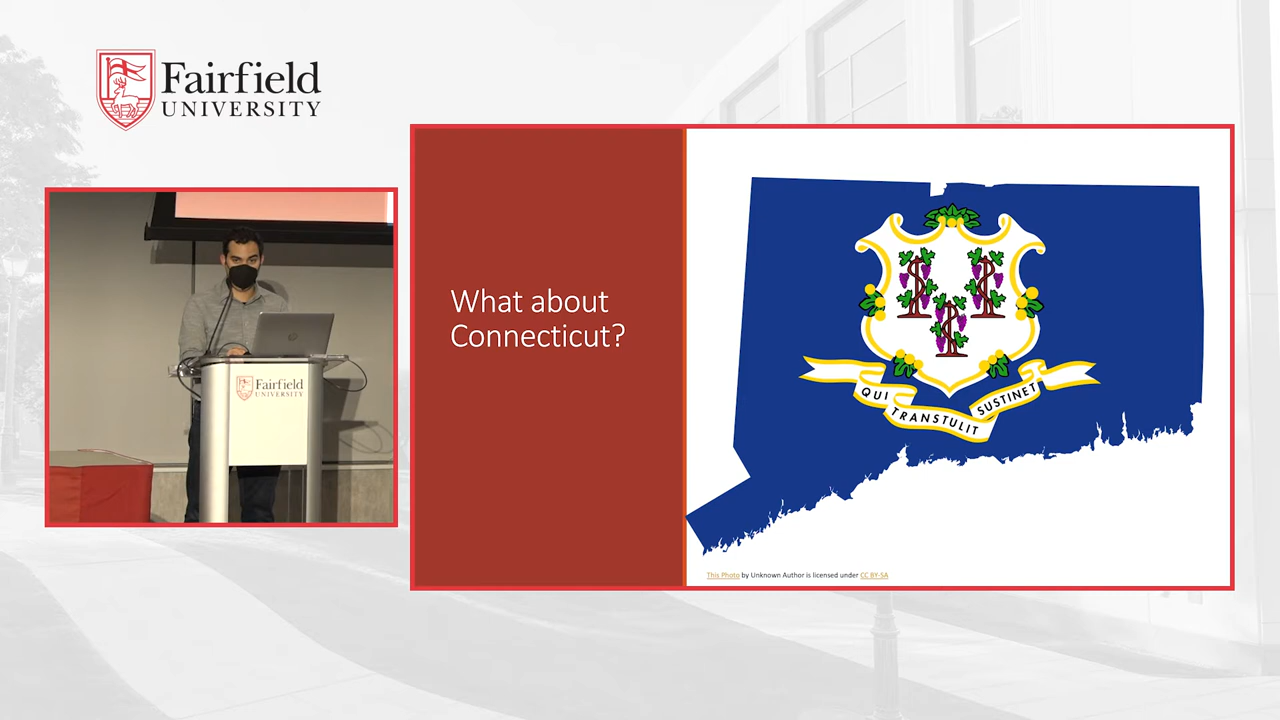 Fairfield
UNIVERSITY
Fairfield
UNIVERSITY
What about
Connecticut?
QUI TRANSTULIT SUSTINET
This Photo by Unknown Author is licensed under CC BY-SA